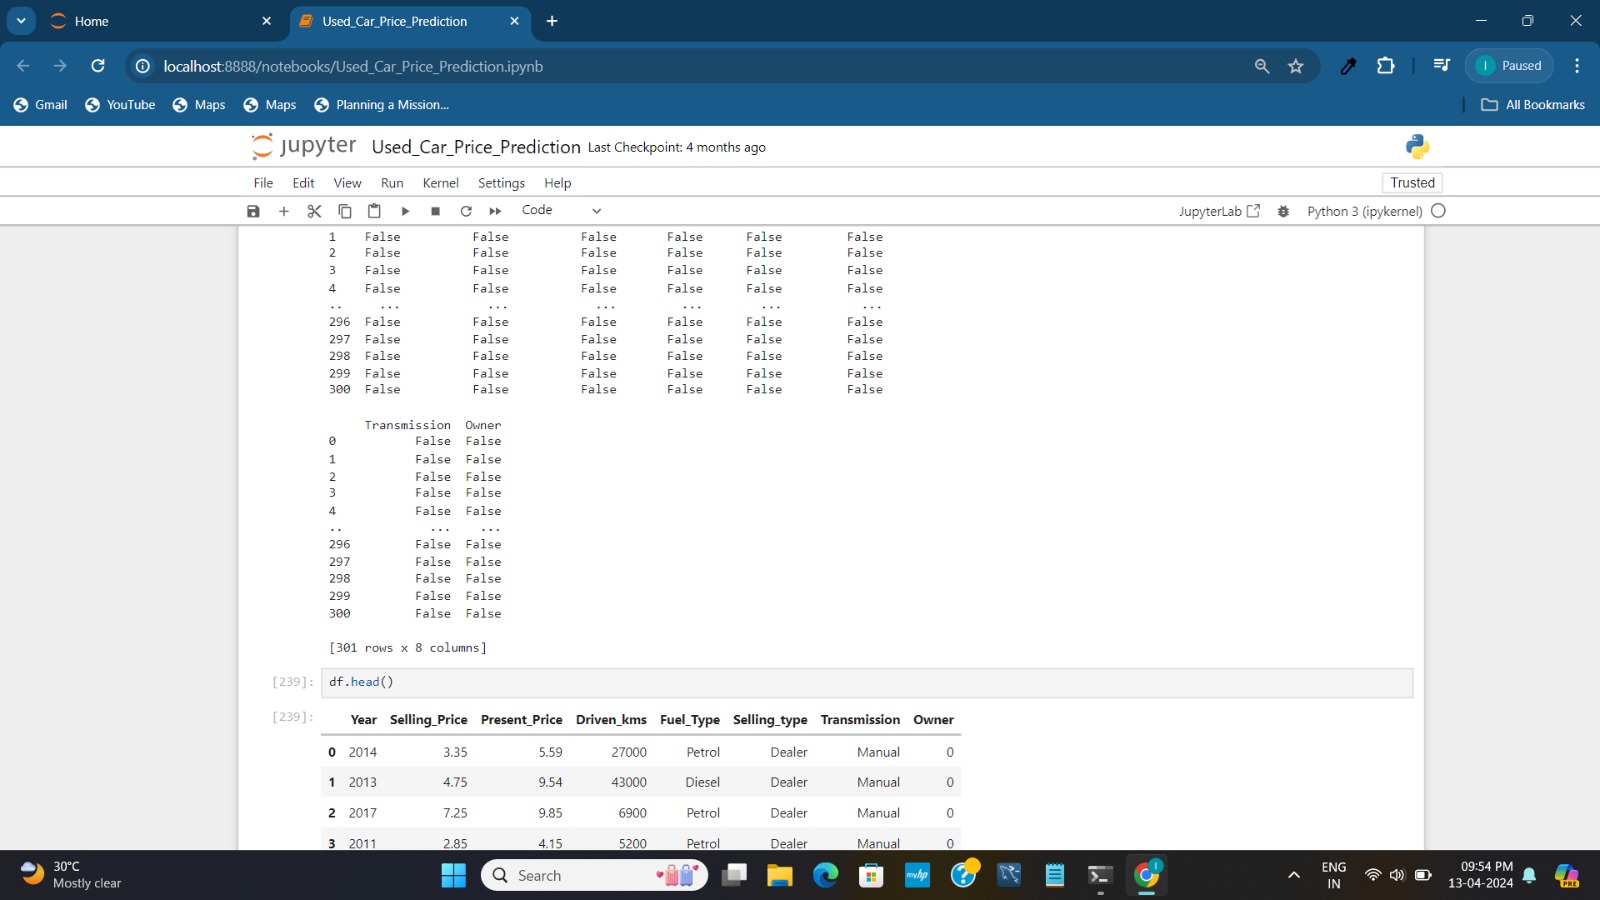 Home
Used_Car_Price_Prediction
localhost:8888/notebooks/Used_Car_Price_Prediction.ipynb
Paused
Gmail YouTube Maps Maps Planning a Mission... All Bookmarks
jupyter Used_Car_Price_Prediction Last Checkpoint: 4 months ago
File Edit View Run Kernel Settings Help Trusted
Code JupyterLab Python 3 (ipykernel)
1 False False False False False False
2 False False False False False False
3 False False False False False False
4 False False False False False False
.. ... ... ... ... ... ...
296 False False False False False False
297 False False False False False False
298 False False False False False False
299 False False False False False False
300 False False False False False False
Transmission Owner
0 False False
1 False False
2 False False
3 False False
4 False False
.. ... ...
296 False False
297 False False
298 False False
299 False False
300 False False
[301 rows x 8 columns]
[239]: df.head()
[239]: Year Selling_Price Present_Price Driven_kms Fuel_Type Selling_type Transmission Owner
0 2014 3.35 5.59 27000 Petrol Dealer Manual 0
1 2013 4.75 9.54 43000 Diesel Dealer Manual 0
2 2017 7.25 9.85 6900 Petrol Dealer Manual 0
3 2011 2.85 4.15 5200 Petrol Dealer Manual 0
30°C
Mostly clear
Search
myhp
ENG
IN
09:54 PM
13-04-2024
PRE